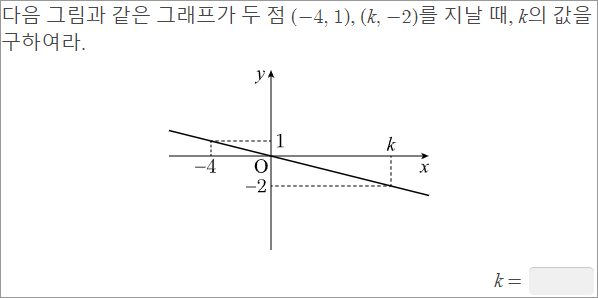 다음 그림과 같은 그래프가 두 점 (−4, 1), (k, −2)를 지날 때, k의 값을
구하여라.
y
1
k
−4
O
x
−2
k =